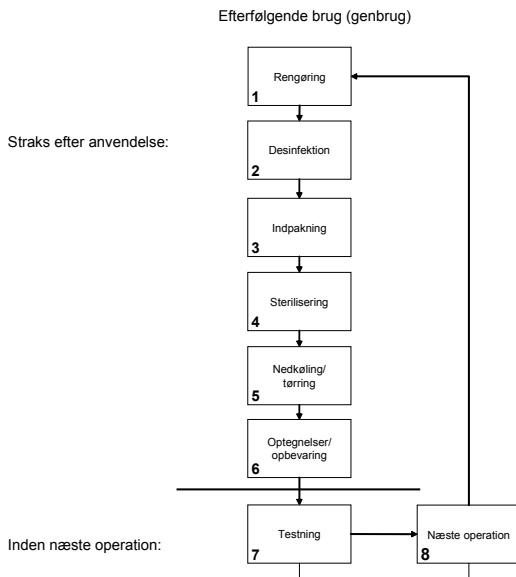 Efterfølgende brug (genbrug)
Rengøring
1
Straks efter anvendelse:
Desinfektion
2
Indpakning
3
Sterilisering
4
Nedkøling/
tørring
5
Optegnelser/
opbevaring
6
Inden næste operation:
Testning
7
Næste operation
8